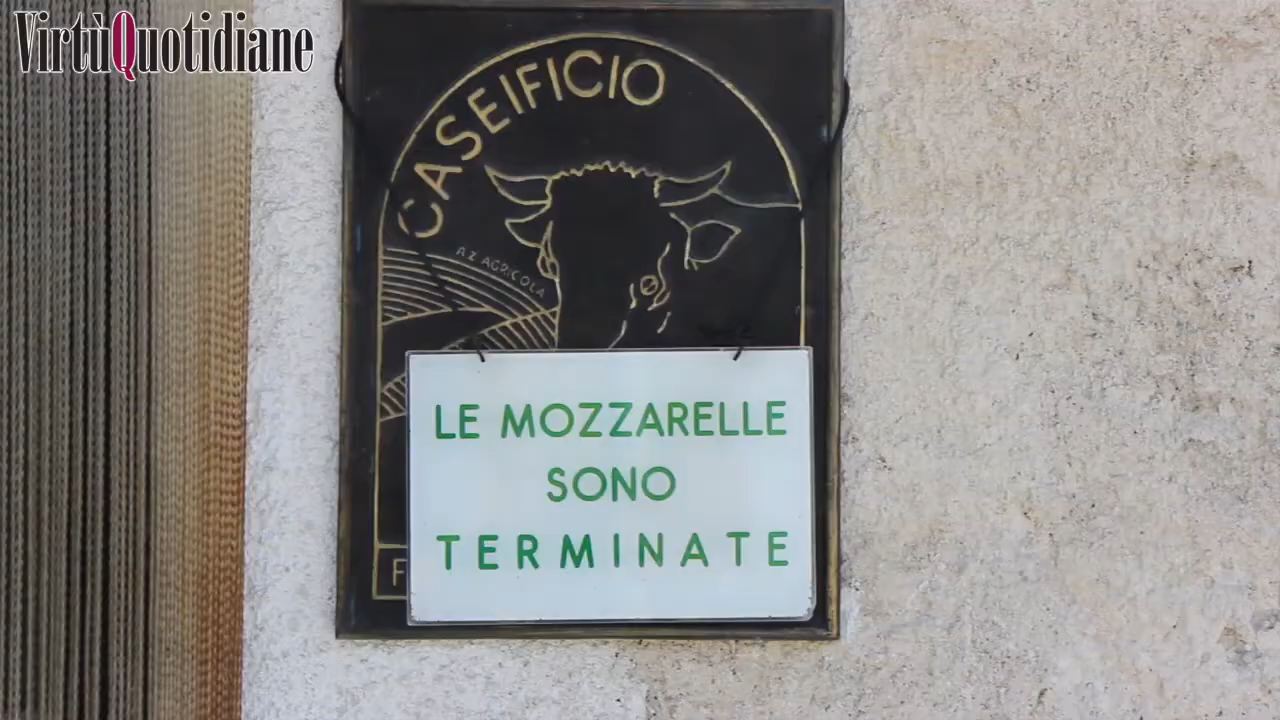 VirtùQuotidiane
CASEIFICIO
AZ AGRICOLA
LE MOZZARELLE
SONO
TERMINATE